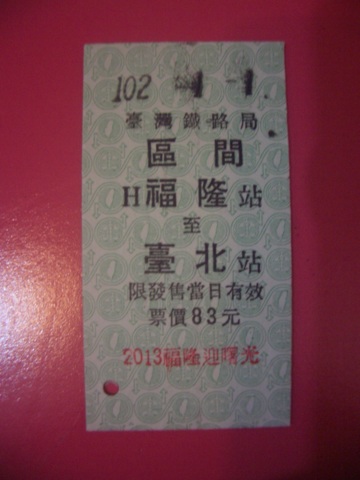 102 1-1.
臺灣鐵路局
區間
H福隆站
至
臺北站
限發售當日有效
票價83元
2013福隆迎曙光